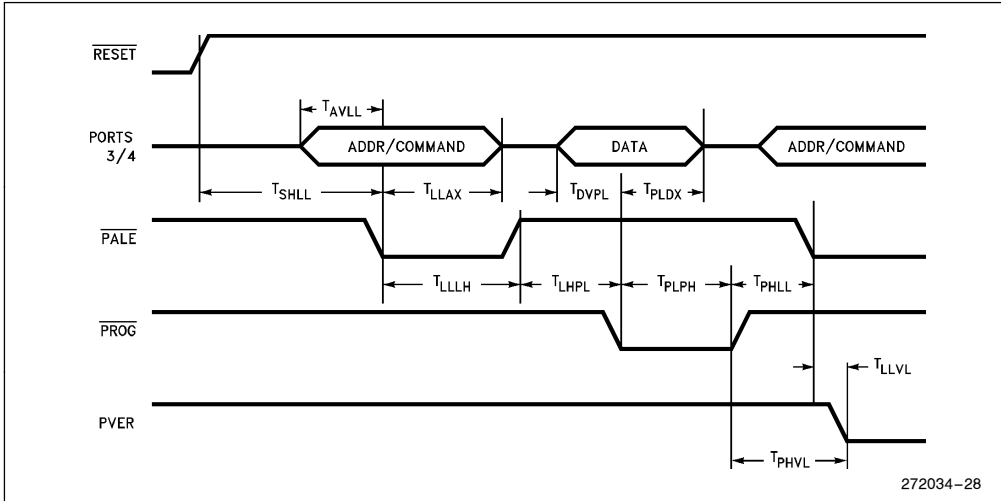 RESET
T_AVLL
PORTS 3/4
ADDR/COMMAND
DATA
ADDR/COMMAND
T_SHLL
T_LLAX
T_DVPL
T_PLDX
PALE
T_LLLH
T_LHPL
T_PLPH
T_PHLL
PROG
T_LLVL
PVER
T_PHVL
272034–28